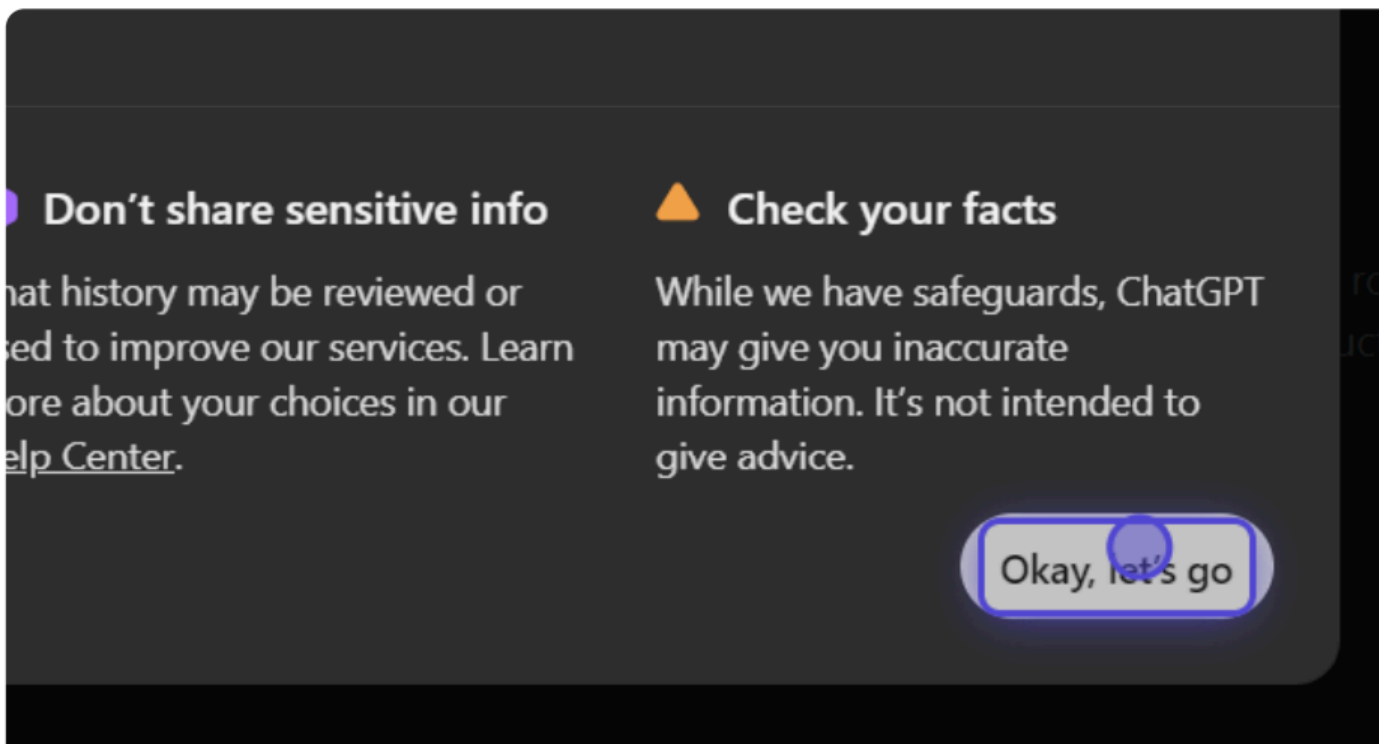 Don’t share sensitive info
hat history may be reviewed or
sed to improve our services. Learn
ore about your choices in our
elp Center.
Check your facts
While we have safeguards, ChatGPT
may give you inaccurate
information. It’s not intended to
give advice.
Okay, let’s go